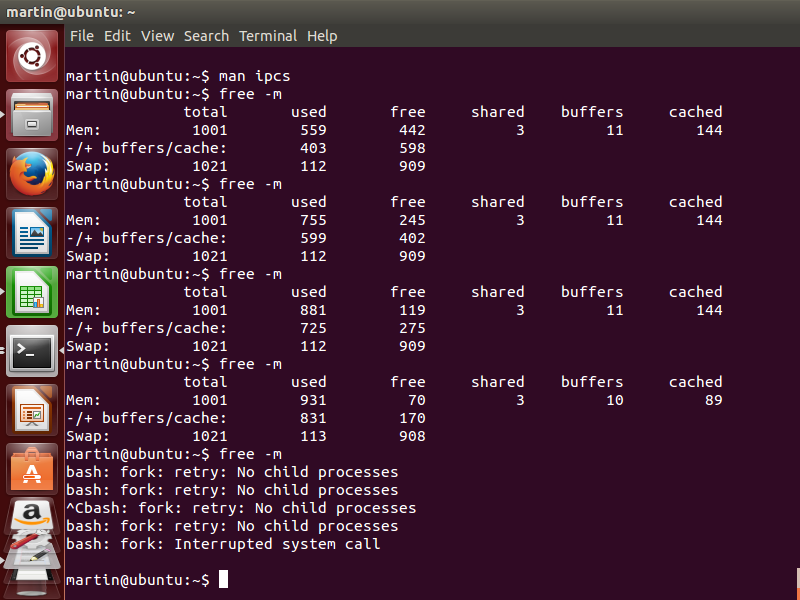 martin@ubuntu: ~
File Edit View Search Terminal Help
martin@ubuntu:~$ man ipcs
martin@ubuntu:~$ free -m
total used free shared buffers cached
Mem: 1001 559 442 3 11 144
-/+ buffers/cache: 403 598
Swap: 1021 112 909
martin@ubuntu:~$ free -m
total used free shared buffers cached
Mem: 1001 755 245 3 11 144
-/+ buffers/cache: 599 402
Swap: 1021 112 909
martin@ubuntu:~$ free -m
total used free shared buffers cached
Mem: 1001 881 119 3 11 144
-/+ buffers/cache: 725 275
Swap: 1021 112 909
martin@ubuntu:~$ free -m
total used free shared buffers cached
Mem: 1001 931 70 3 10 89
-/+ buffers/cache: 831 170
Swap: 1021 113 908
martin@ubuntu:~$ free -m
bash: fork: retry: No child processes
bash: fork: retry: No child processes
^Cbash: fork: retry: No child processes
bash: fork: retry: No child processes
bash: fork: Interrupted system call
martin@ubuntu:~$